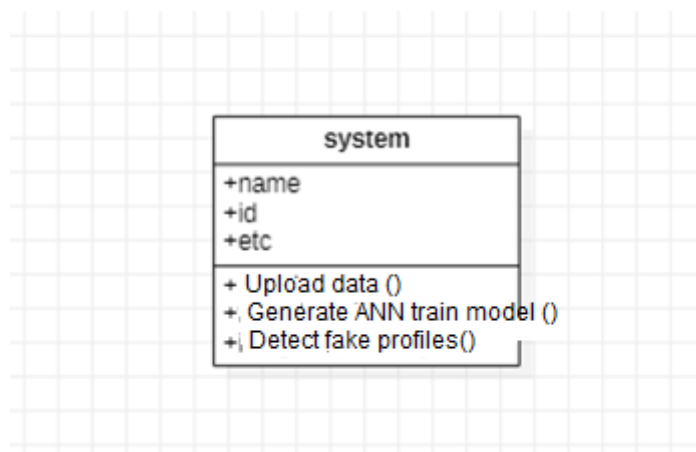 system
+name
+id
+etc
+ Upload data ()
+ Generate ANN train model ()
+ Detect fake profiles()